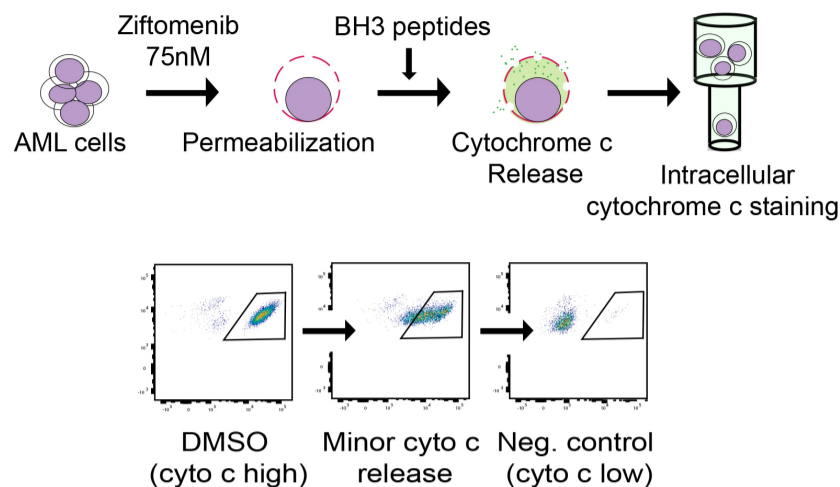 Ziftomenib
75nM
BH3 peptides
AML cells
Permeabilization
Cytochrome c
Release
Intracellular
cytochrome c staining
DMSO
(cyto c high)
Minor cyto c
release
Neg. control
(cyto c low)